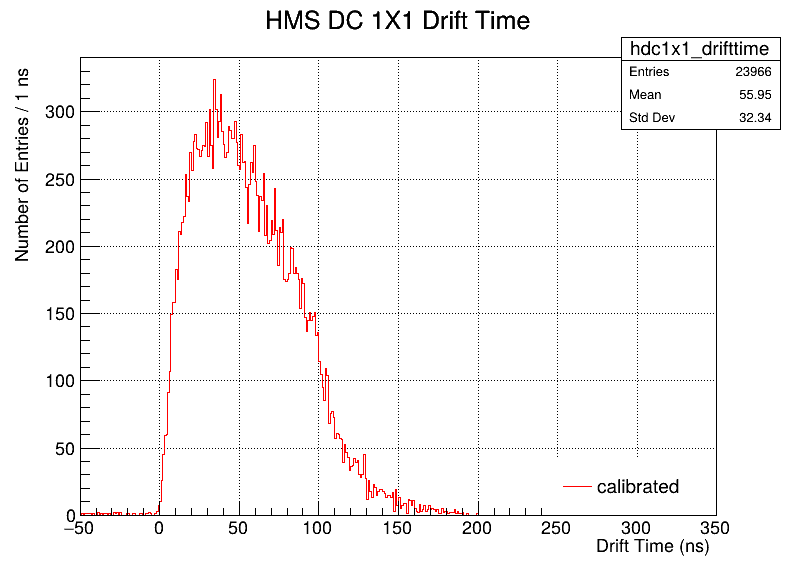 HMS DC 1X1 Drift Time
hdc1x1_drifttime
Entries 23966
Mean 55.95
Std Dev 32.34
Number of Entries / 1 ns
300
250
200
150
100
50
0
−50 0 50 100 150 200 250 300 350
Drift Time (ns)
calibrated